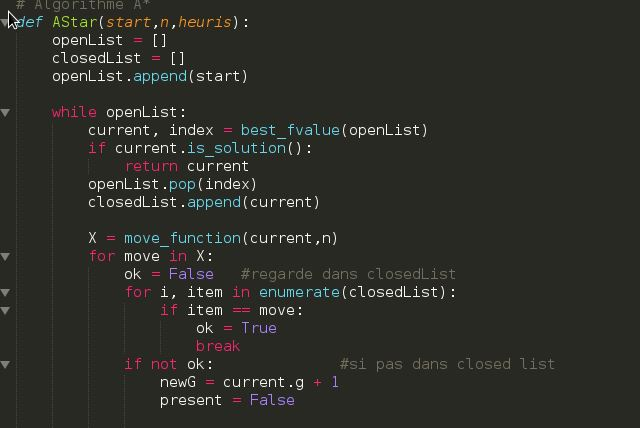 # Algorithme A*
def AStar(start,n,heuris):
    openList = []
    closedList = []
    openList.append(start)

    while openList:
        current, index = best_fvalue(openList)
        if current.is_solution():
            return current
        openList.pop(index)
        closedList.append(current)

        X = move_function(current,n)
        for move in X:
            ok = False   #regarde dans closedList
            for i, item in enumerate(closedList):
                if item == move:
                    ok = True
                    break
            if not ok:              #si pas dans closed list
                newG = current.g + 1
                present = False